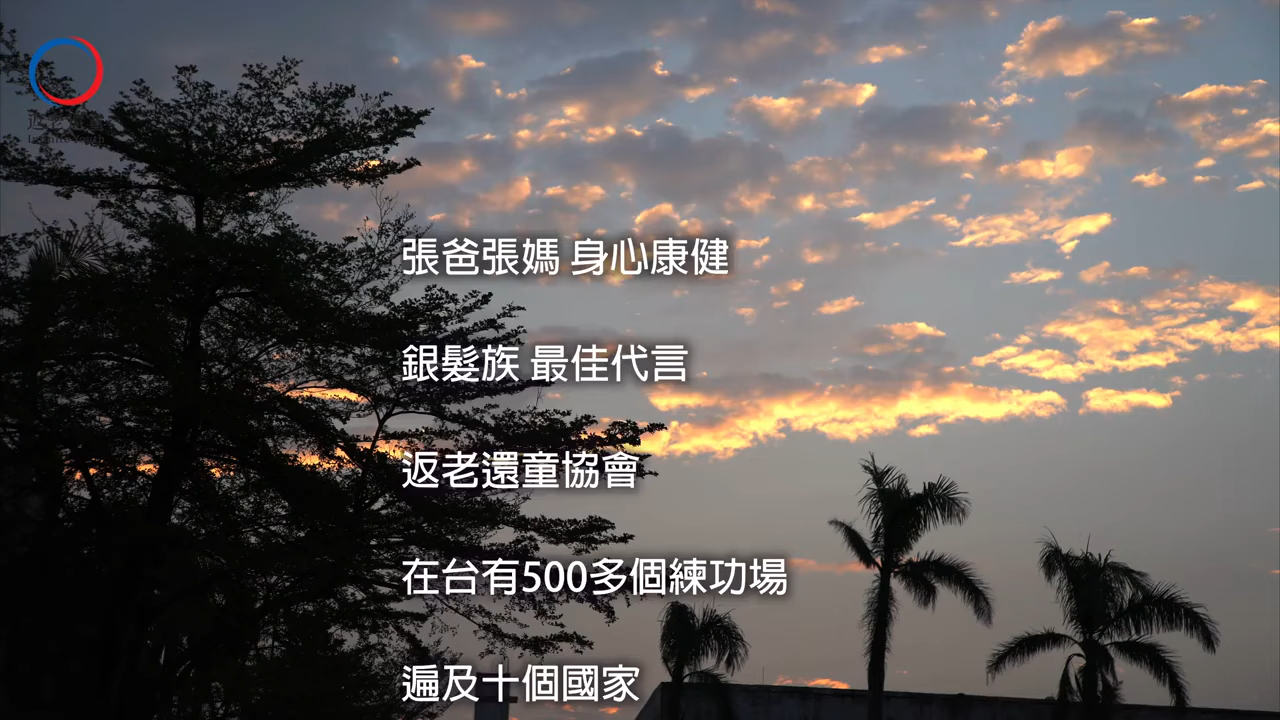 張爸張媽 身心康健
銀髮族 最佳代言
返老還童協會
在台有500多個練功場
遍及十個國家